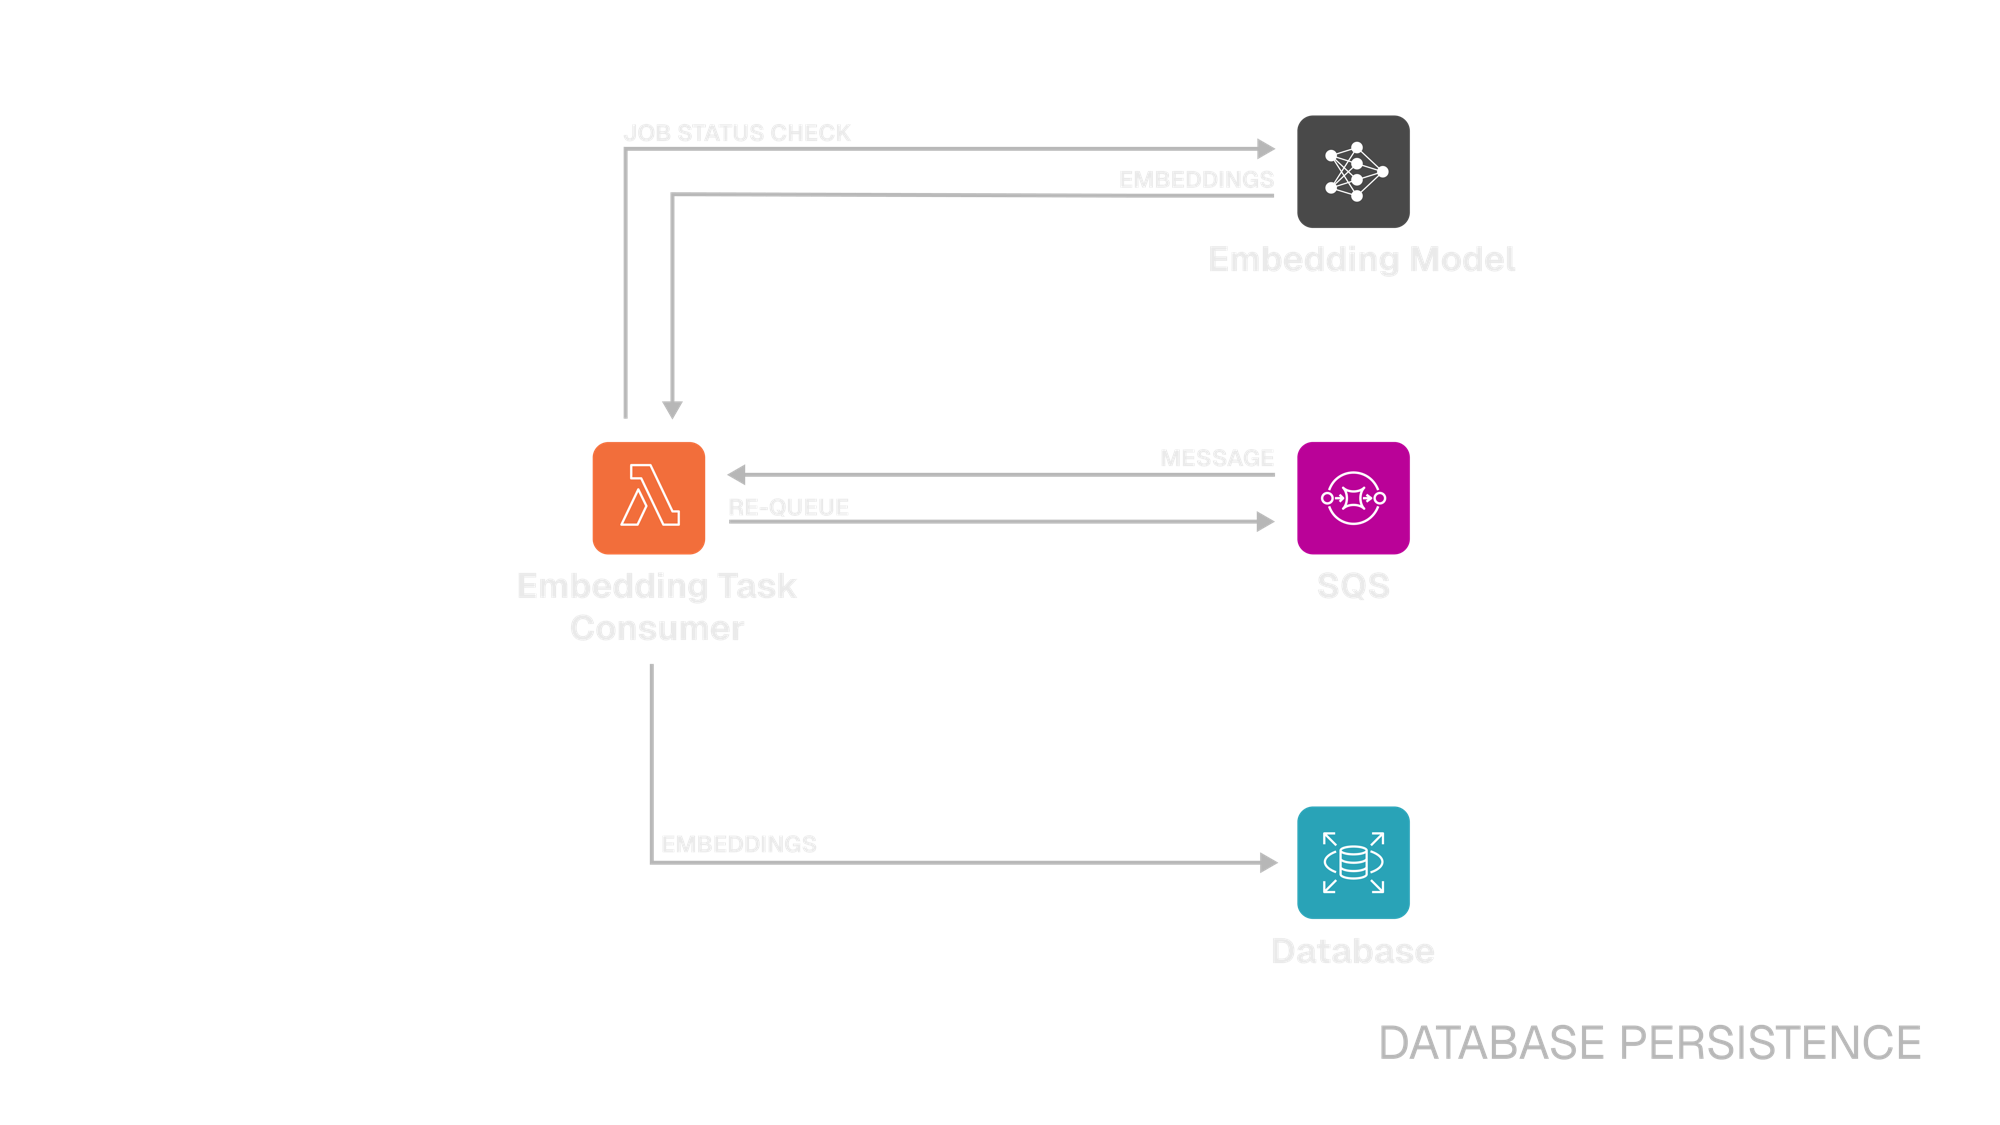 JOB STATUS CHECK
EMBEDDINGS
Embedding Model
MESSAGE
RE-QUEUE
Embedding Task
Consumer
SQS
EMBEDDINGS
Database
DATABASE PERSISTENCE